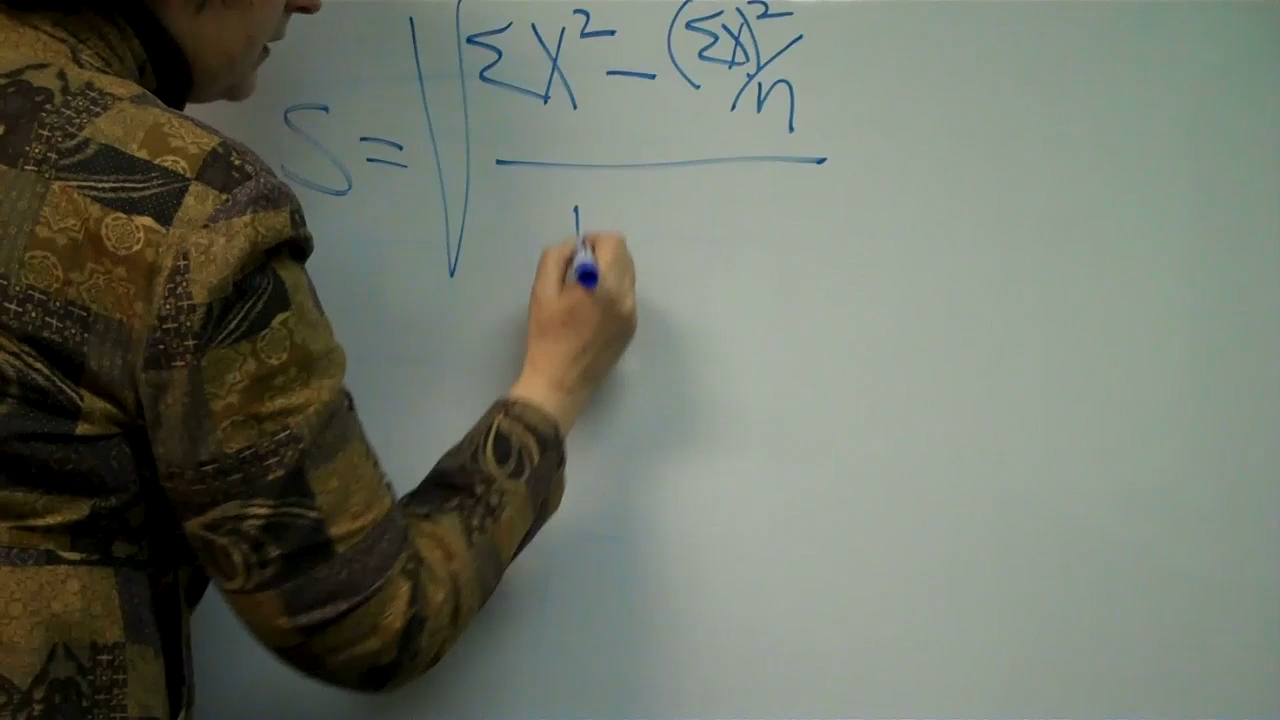 S = √ Σx² - (Σx)²/n